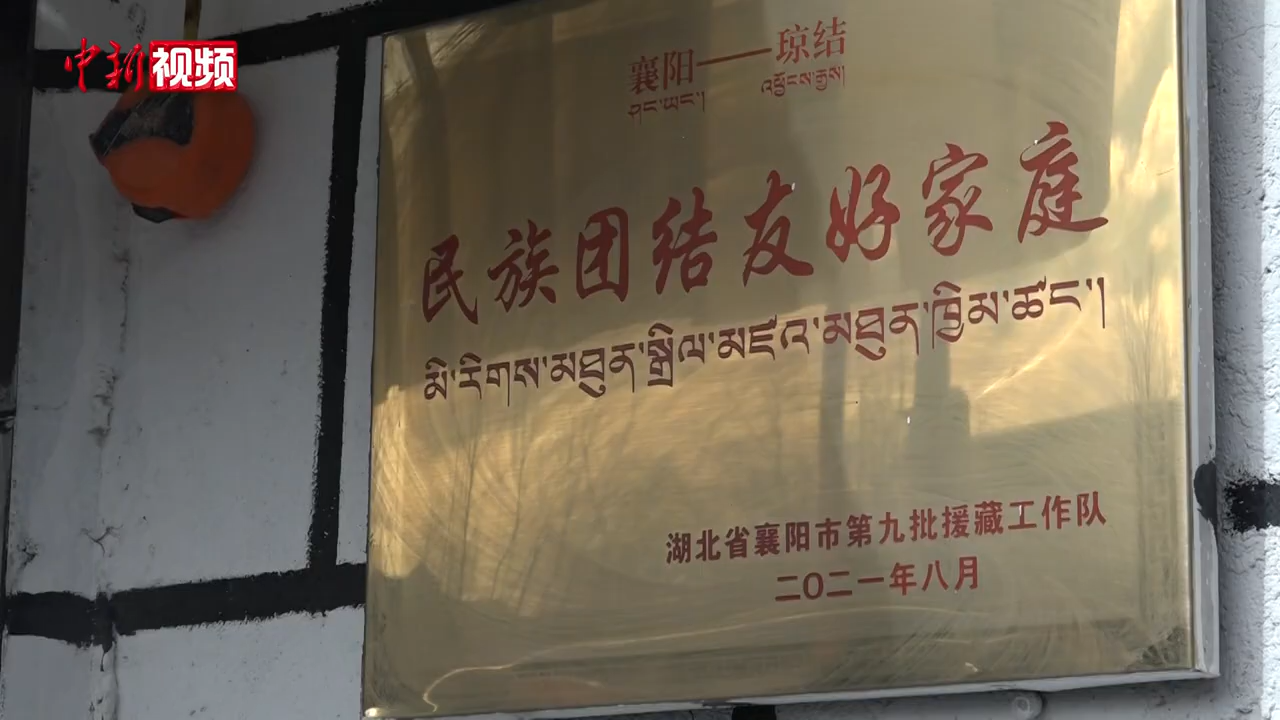 中新视频
襄阳——琼结
ཤང་ཡང་། འཕྱོངས་རྒྱས།
民族团结友好家庭
མི་རིགས་མཐུན་སྒྲིལ་མཛའ་མཐུན་ཁྱིམ་ཚང་།
湖北省襄阳市第九批援藏工作队
二〇二一年八月